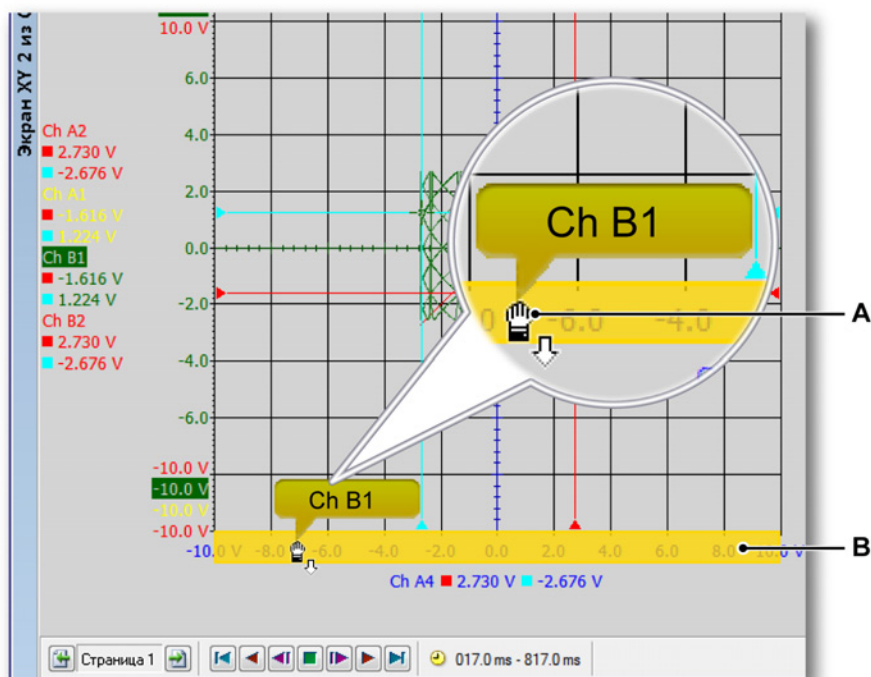 Экран XY 2 из
10.0 V
6.0
4.0
2.0
0.0
-2.0
-4.0
-6.0
-10.0 V
-10.0 V
-10.0 V
-10.0 V
Ch A2
2.730 V
-2.676 V
Ch A1
-1.616 V
1.224 V
Ch B1
-1.616 V
1.224 V
Ch B2
2.730 V
-2.676 V
Ch B1
0 -6.0 -4.0
A
Ch B1
-10.0 V -8.0 -6.0 -4.0 -2.0 0.0 2.0 4.0 6.0 8.0 10.0 V
B
Ch A4 2.730 V -2.676 V
Страница 1 017.0 ms - 817.0 ms